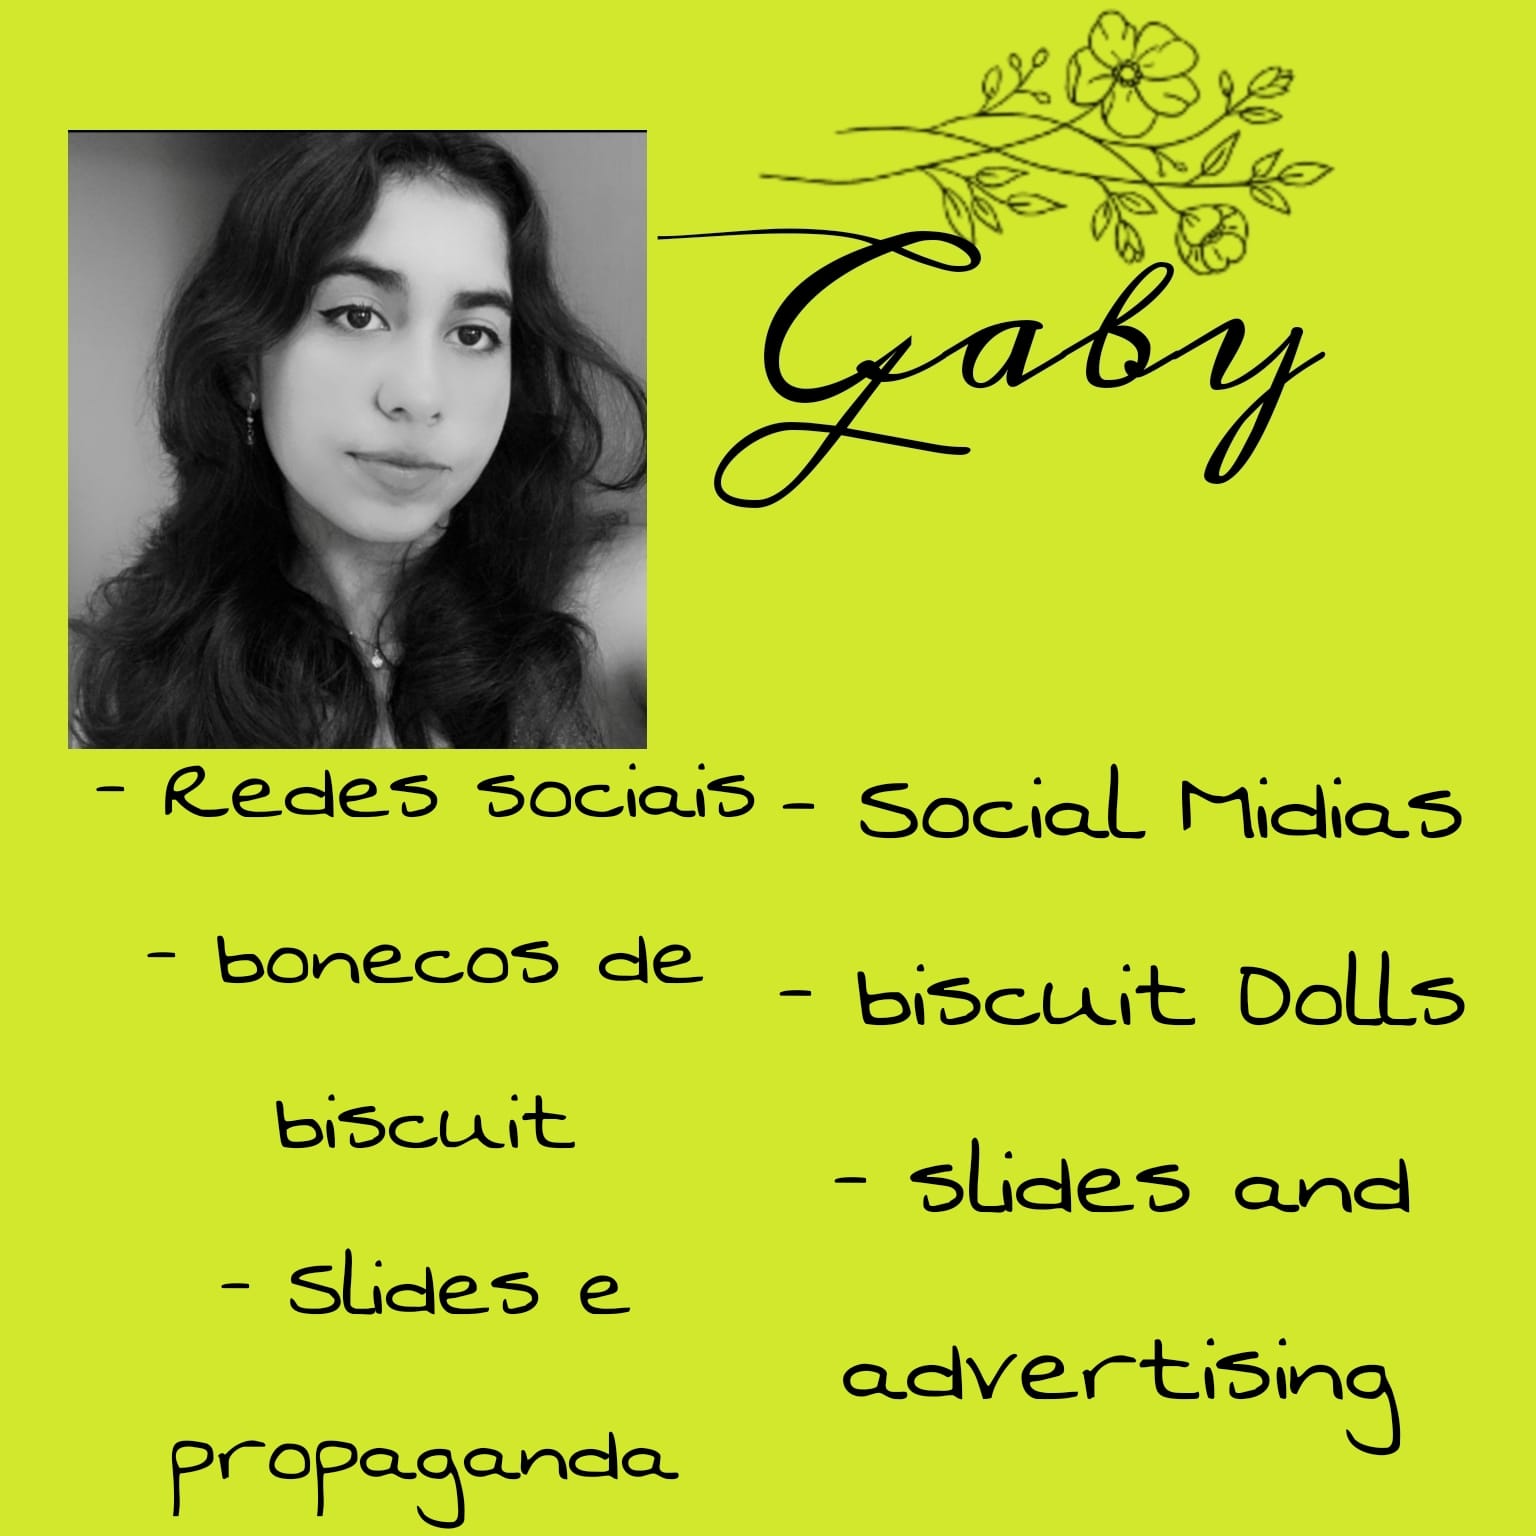 Gaby
- Redes sociais
- bonecos de
biscuit
- Slides e
propaganda
- Social Midias
- biscuit Dolls
- slides and
advertising